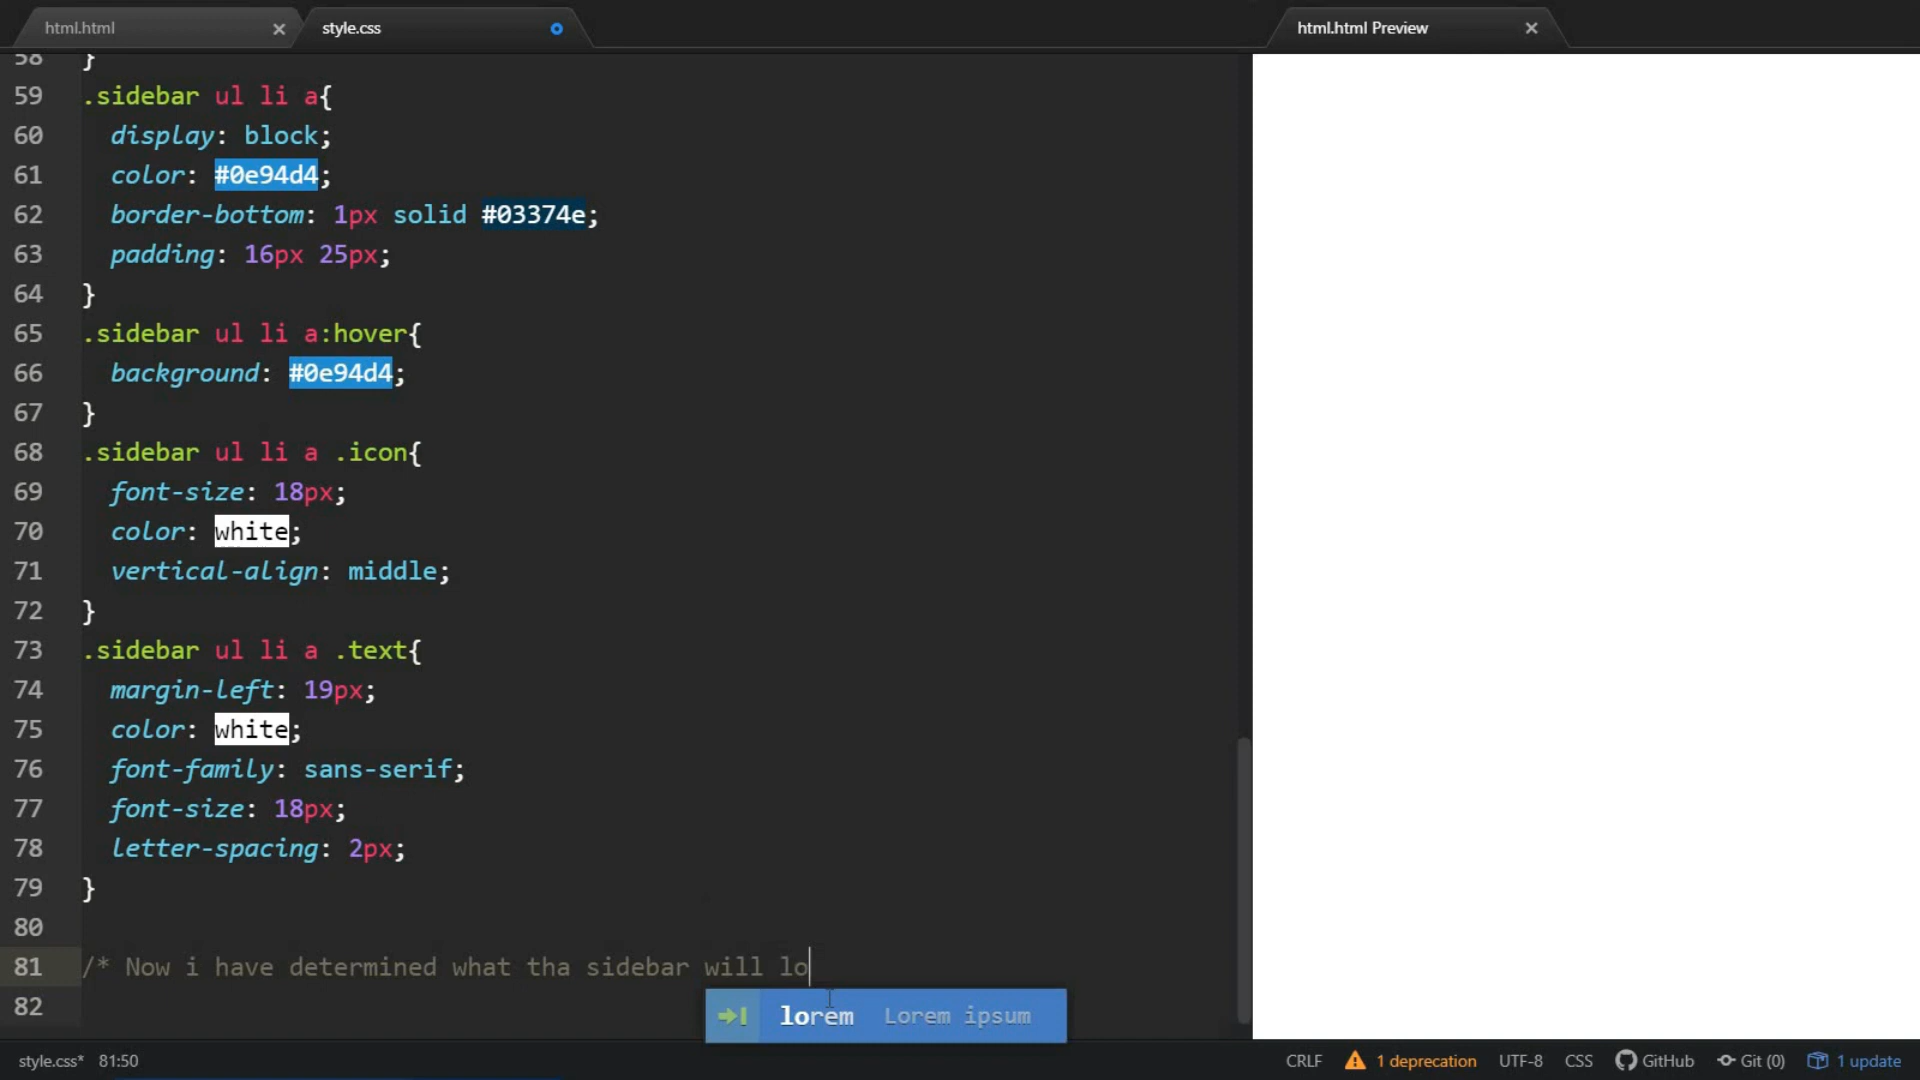 html.html
style.css
html.html Preview
58 }
59 .sidebar ul li a{
60 display: block;
61 color: #0e94d4;
62 border-bottom: 1px solid #03374e;
63 padding: 16px 25px;
64 }
65 .sidebar ul li a:hover{
66 background: #0e94d4;
67 }
68 .sidebar ul li a .icon{
69 font-size: 18px;
70 color: white;
71 vertical-align: middle;
72 }
73 .sidebar ul li a .text{
74 margin-left: 19px;
75 color: white;
76 font-family: sans-serif;
77 font-size: 18px;
78 letter-spacing: 2px;
79 }
80
81 /* Now i have determined what tha sidebar will lo
82
lorem Lorem ipsum
style.css* 81:50 CRLF 1 deprecation UTF-8 CSS GitHub Git (0) 1 update